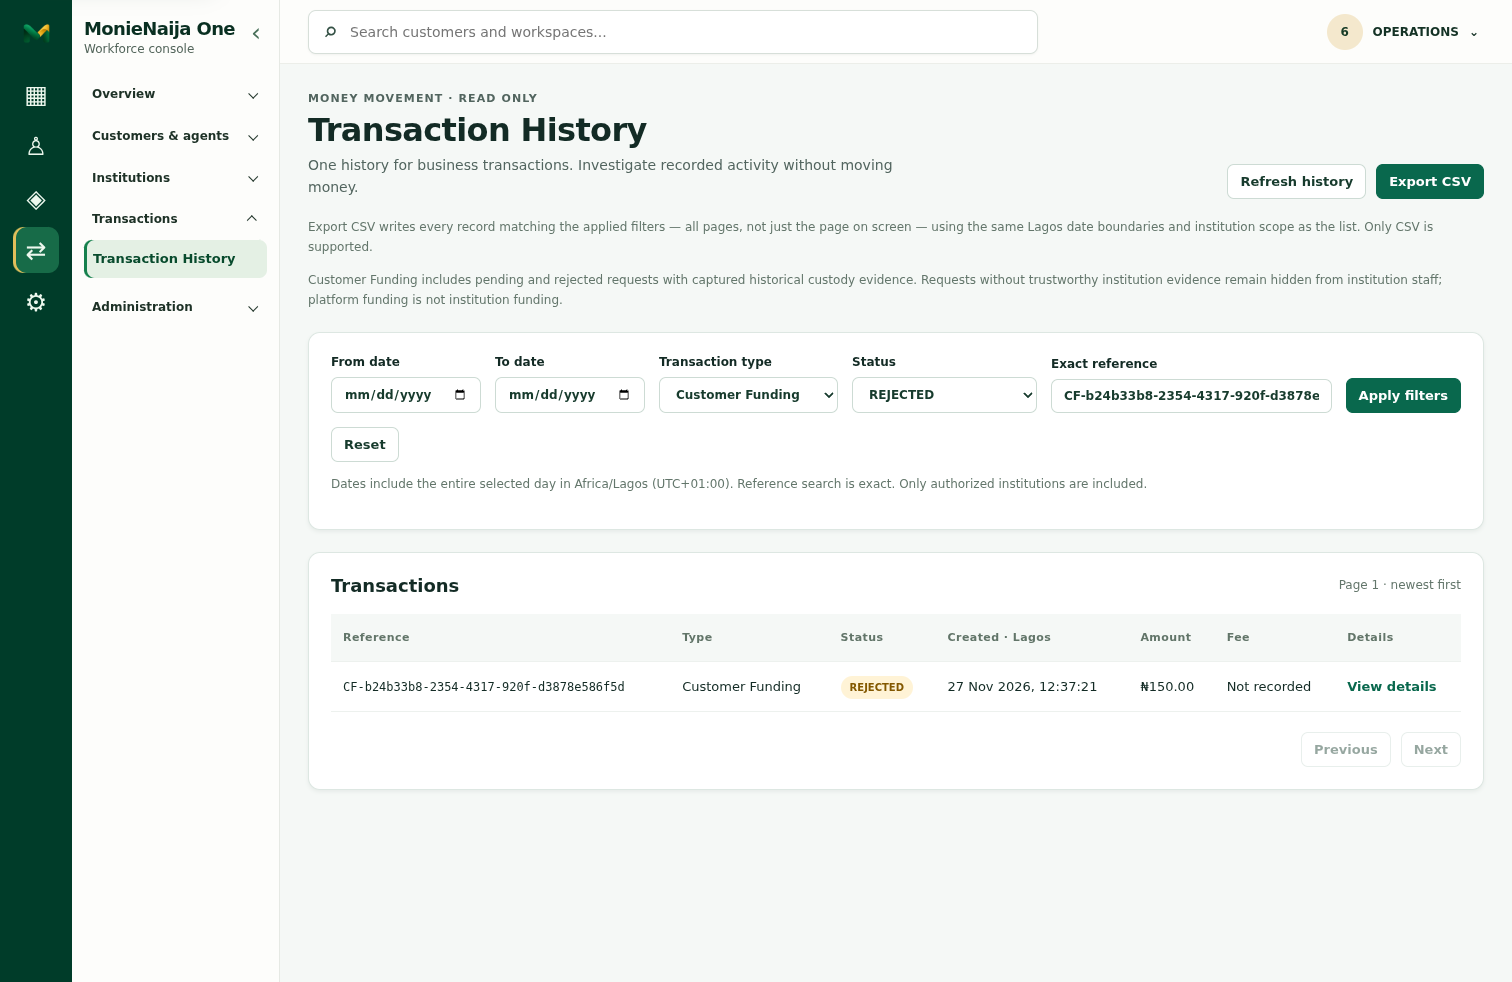 MonieNaija One
Workforce console
Overview
Customers & agents
Institutions
Transactions
Transaction History
Administration
Search customers and workspaces...
6 OPERATIONS
MONEY MOVEMENT · READ ONLY
Transaction History
One history for business transactions. Investigate recorded activity without moving
money.
Refresh history Export CSV
Export CSV writes every record matching the applied filters — all pages, not just the page on screen — using the same Lagos date boundaries and institution scope as the list. Only CSV is
supported.
Customer Funding includes pending and rejected requests with captured historical custody evidence. Requests without trustworthy institution evidence remain hidden from institution staff;
platform funding is not institution funding.
From date To date Transaction type Status Exact reference
mm/dd/yyyy mm/dd/yyyy Customer Funding REJECTED CF-b24b33b8-2354-4317-920f-d3878e Apply filters
Reset
Dates include the entire selected day in Africa/Lagos (UTC+01:00). Reference search is exact. Only authorized institutions are included.
Transactions Page 1 · newest first
Reference Type Status Created · Lagos Amount Fee Details
CF-b24b33b8-2354-4317-920f-d3878e586f5d Customer Funding REJECTED 27 Nov 2026, 12:37:21 ₦150.00 Not recorded View details
Previous Next